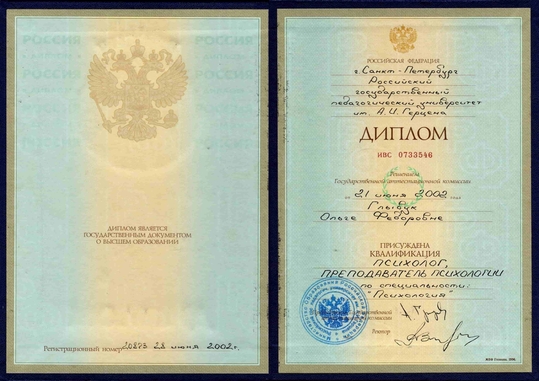 РОССИЯ
ДИПЛОМ ЯВЛЯЕТСЯ
ГОСУДАРСТВЕННЫМ ДОКУМЕНТОМ
О ВЫСШЕМ ОБРАЗОВАНИИ
Регистрационный номер 20873 28 июня 2002г.
РОССИЙСКАЯ ФЕДЕРАЦИЯ
г. Санкт-Петербург
Российский
государственный
педагогический университет
им. А.И. Герцена
ДИПЛОМ
ИВС 0733546
Решением
Государственной аттестационной комиссии
от 21 июня 2002 года
Ольге Федоровне
ПРИСУЖДЕНА
КВАЛИФИКАЦИЯ
ПСИХОЛОГ,
ПРЕПОДАВАТЕЛЬ ПСИХОЛОГИИ
по специальности:
"Психология"
Ректор